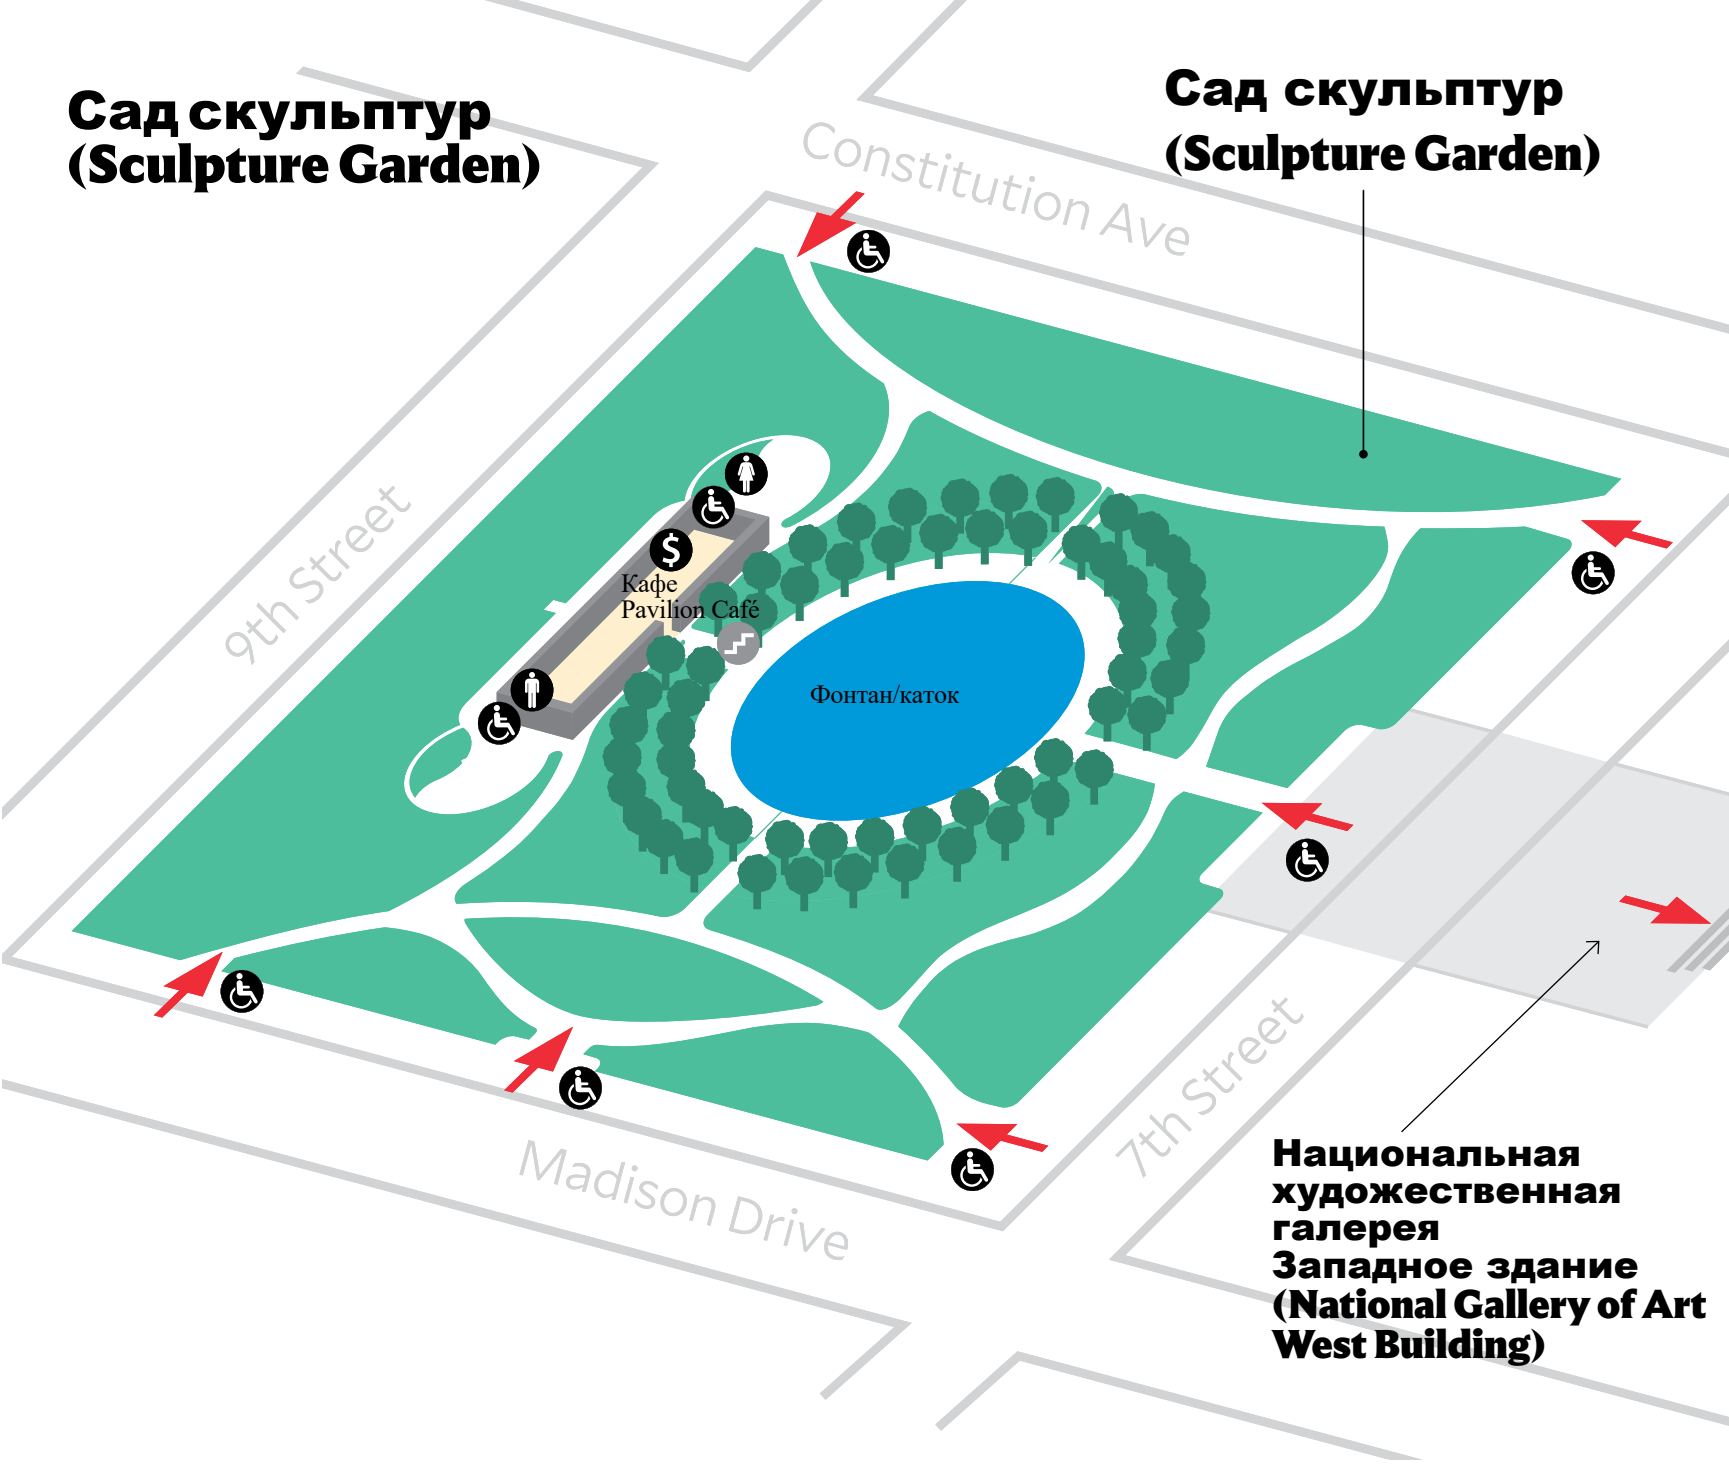 Сад скульптур
(Sculpture Garden)
Сад скульптур
(Sculpture Garden)
Constitution Ave
9th Street
$
Кафе
Pavilion Café
Фонтан/каток
7th Street
Madison Drive
Национальная
художественная
галерея
Западное здание
(National Gallery of Art
West Building)